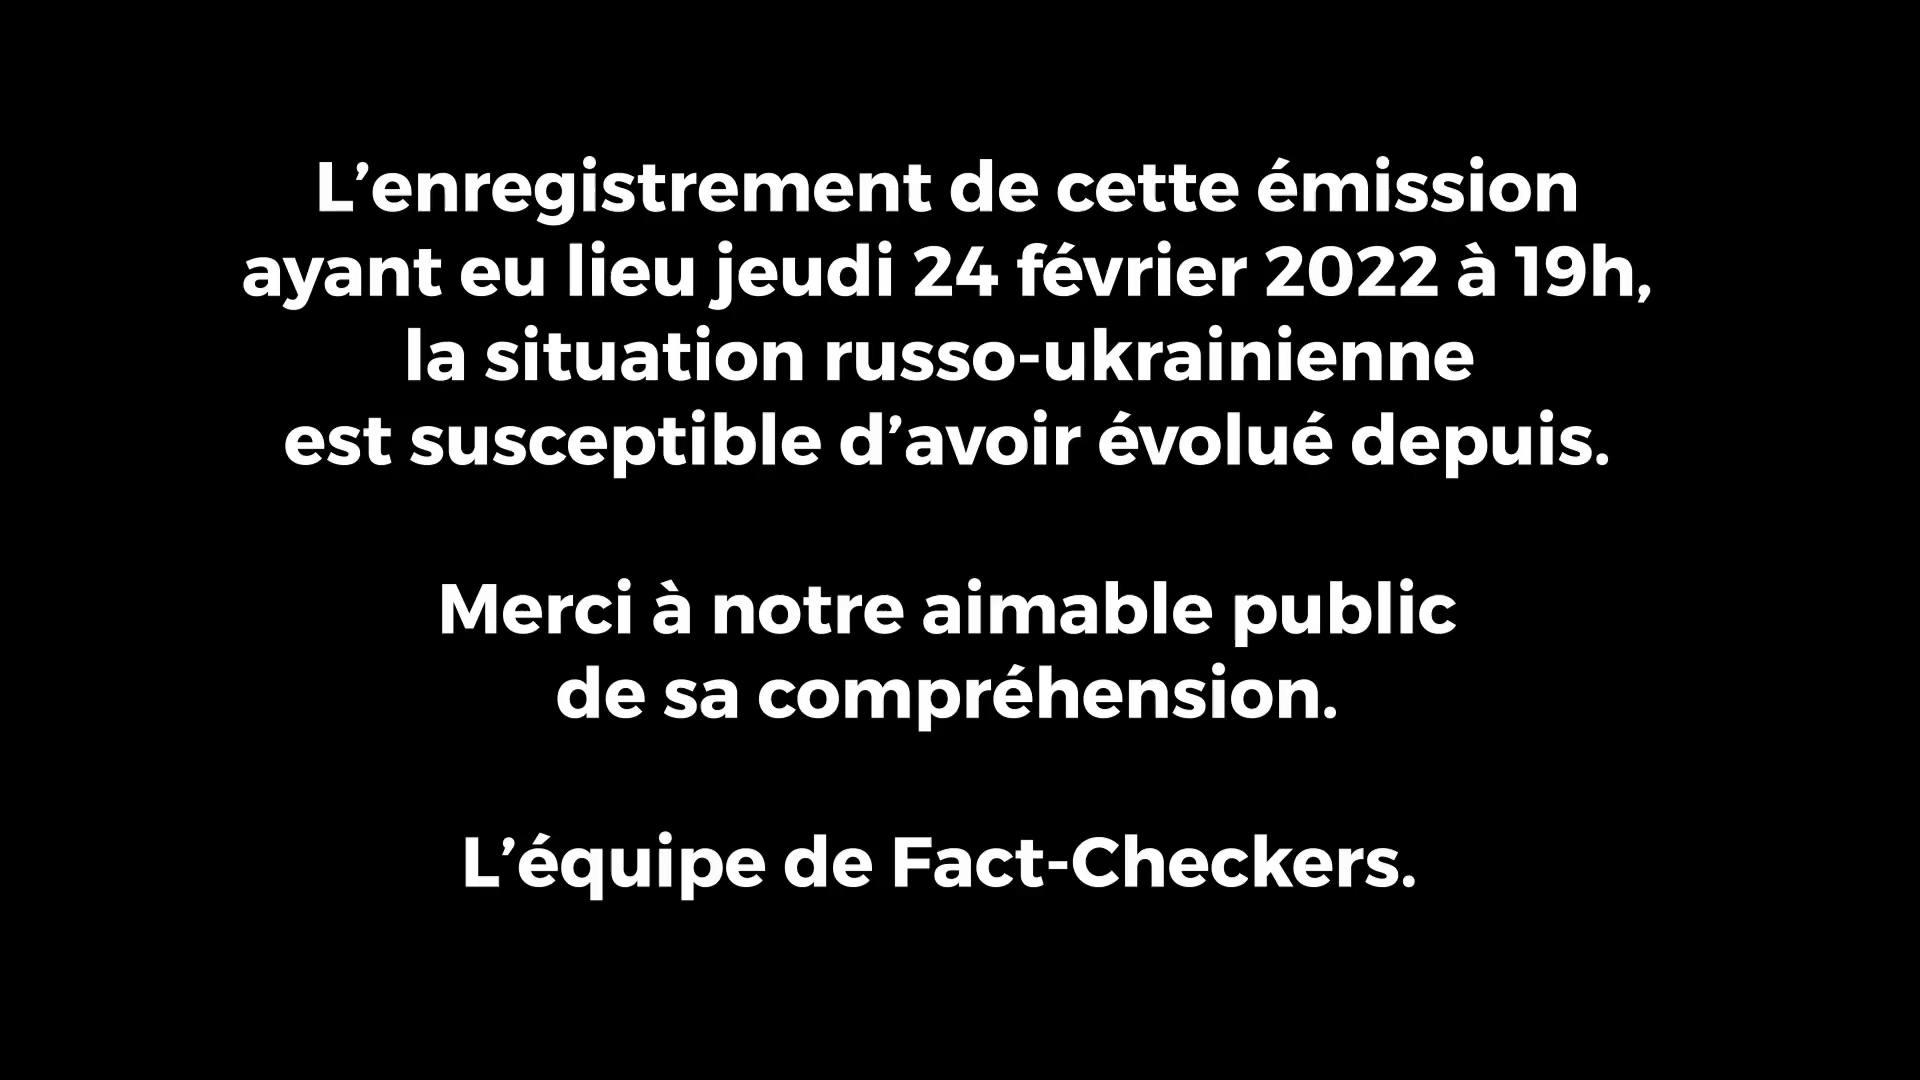 L’enregistrement de cette émission
ayant eu lieu jeudi 24 février 2022 à 19h,
la situation russo-ukrainienne
est susceptible d’avoir évolué depuis.
Merci à notre aimable public
de sa compréhension.
L’équipe de Fact-Checkers.